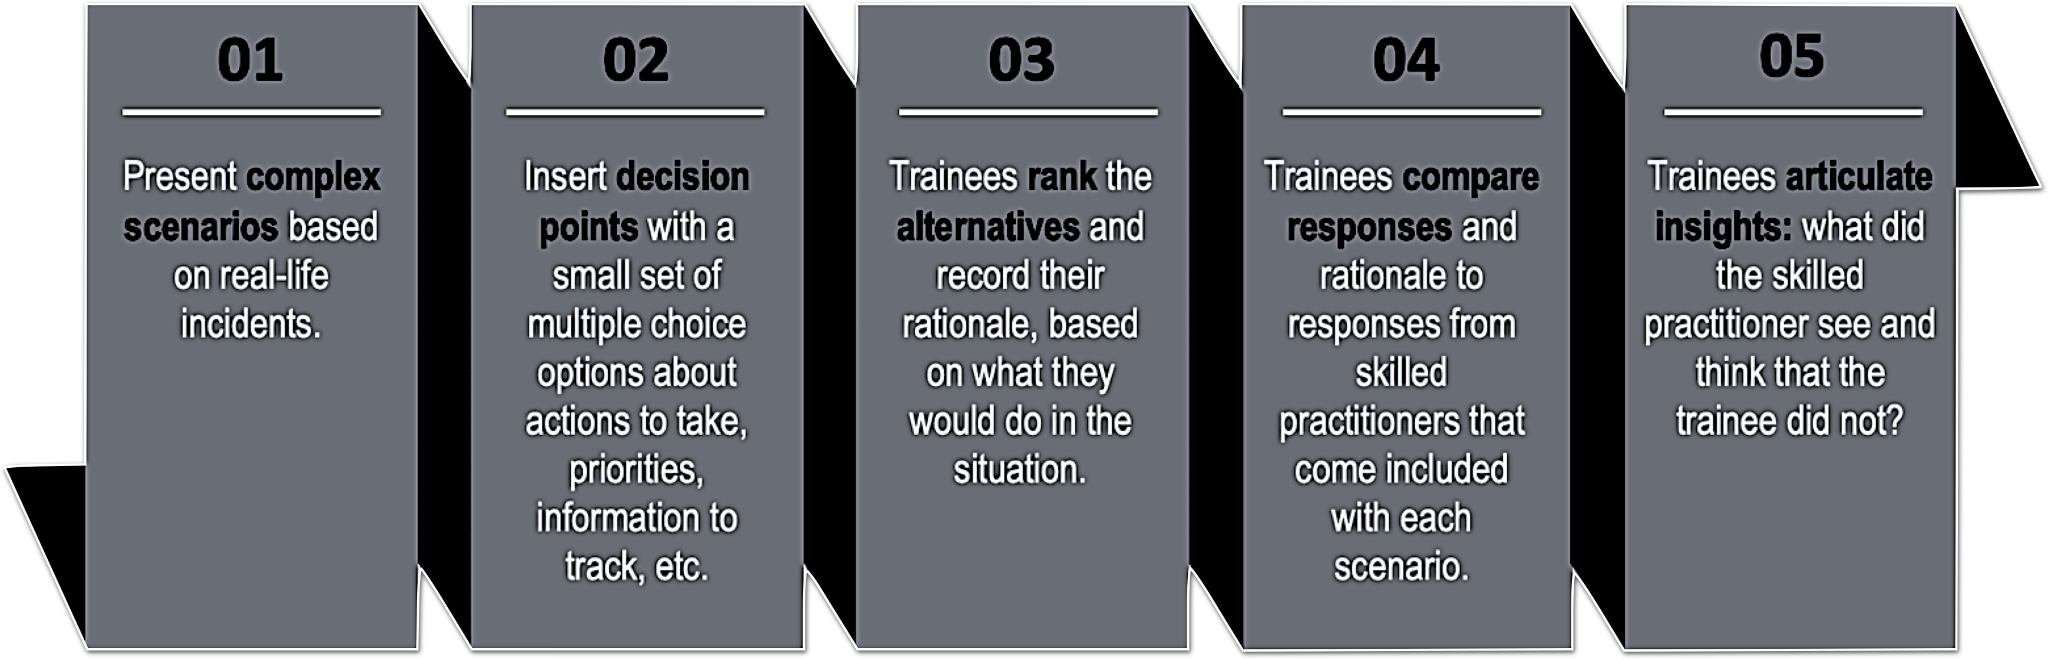 01
Present complex
scenarios based
on real-life
incidents.
02
Insert decision
points with a
small set of
multiple choice
options about
actions to take,
priorities,
information to
track, etc.
03
Trainees rank the
alternatives and
record their
rationale, based
on what they
would do in the
situation.
04
Trainees compare
responses and
rationale to
responses from
skilled
practitioners that
come included
with each
scenario.
05
Trainees articulate
insights: what did
the skilled
practitioner see and
think that the
trainee did not?